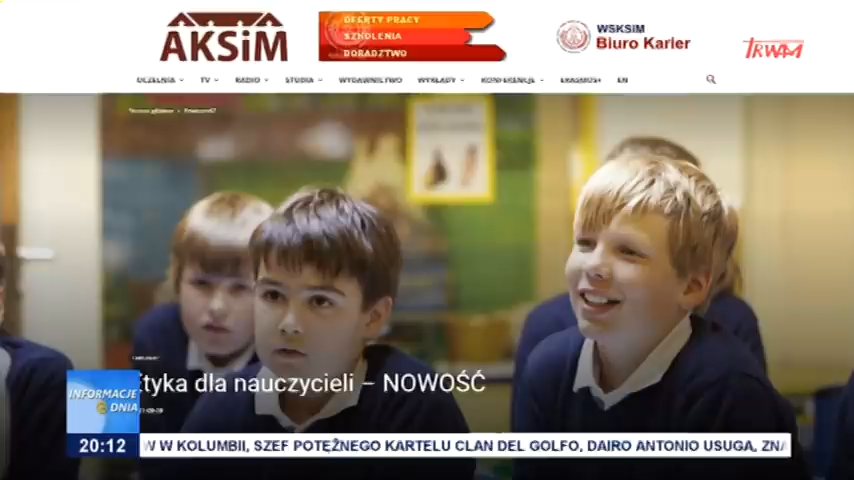 AKSiM
OFERTY PRACY
SZKOLENIA
DORADZTWO
WSKSIM
Biuro Karier
TRWAM
UCZELNIA TV RADIO STUDIA WYDAWNICTWO WYKŁADY KONFERENCJE ERASMUS+ EN
tyka dla nauczycieli – NOWOŚĆ
INFORMACJE
DNIA
20:12
W W KOLUMBII, SZEF POTĘŻNEGO KARTELU CLAN DEL GOLFO, DAIRO ANTONIO USUGA, ZNA